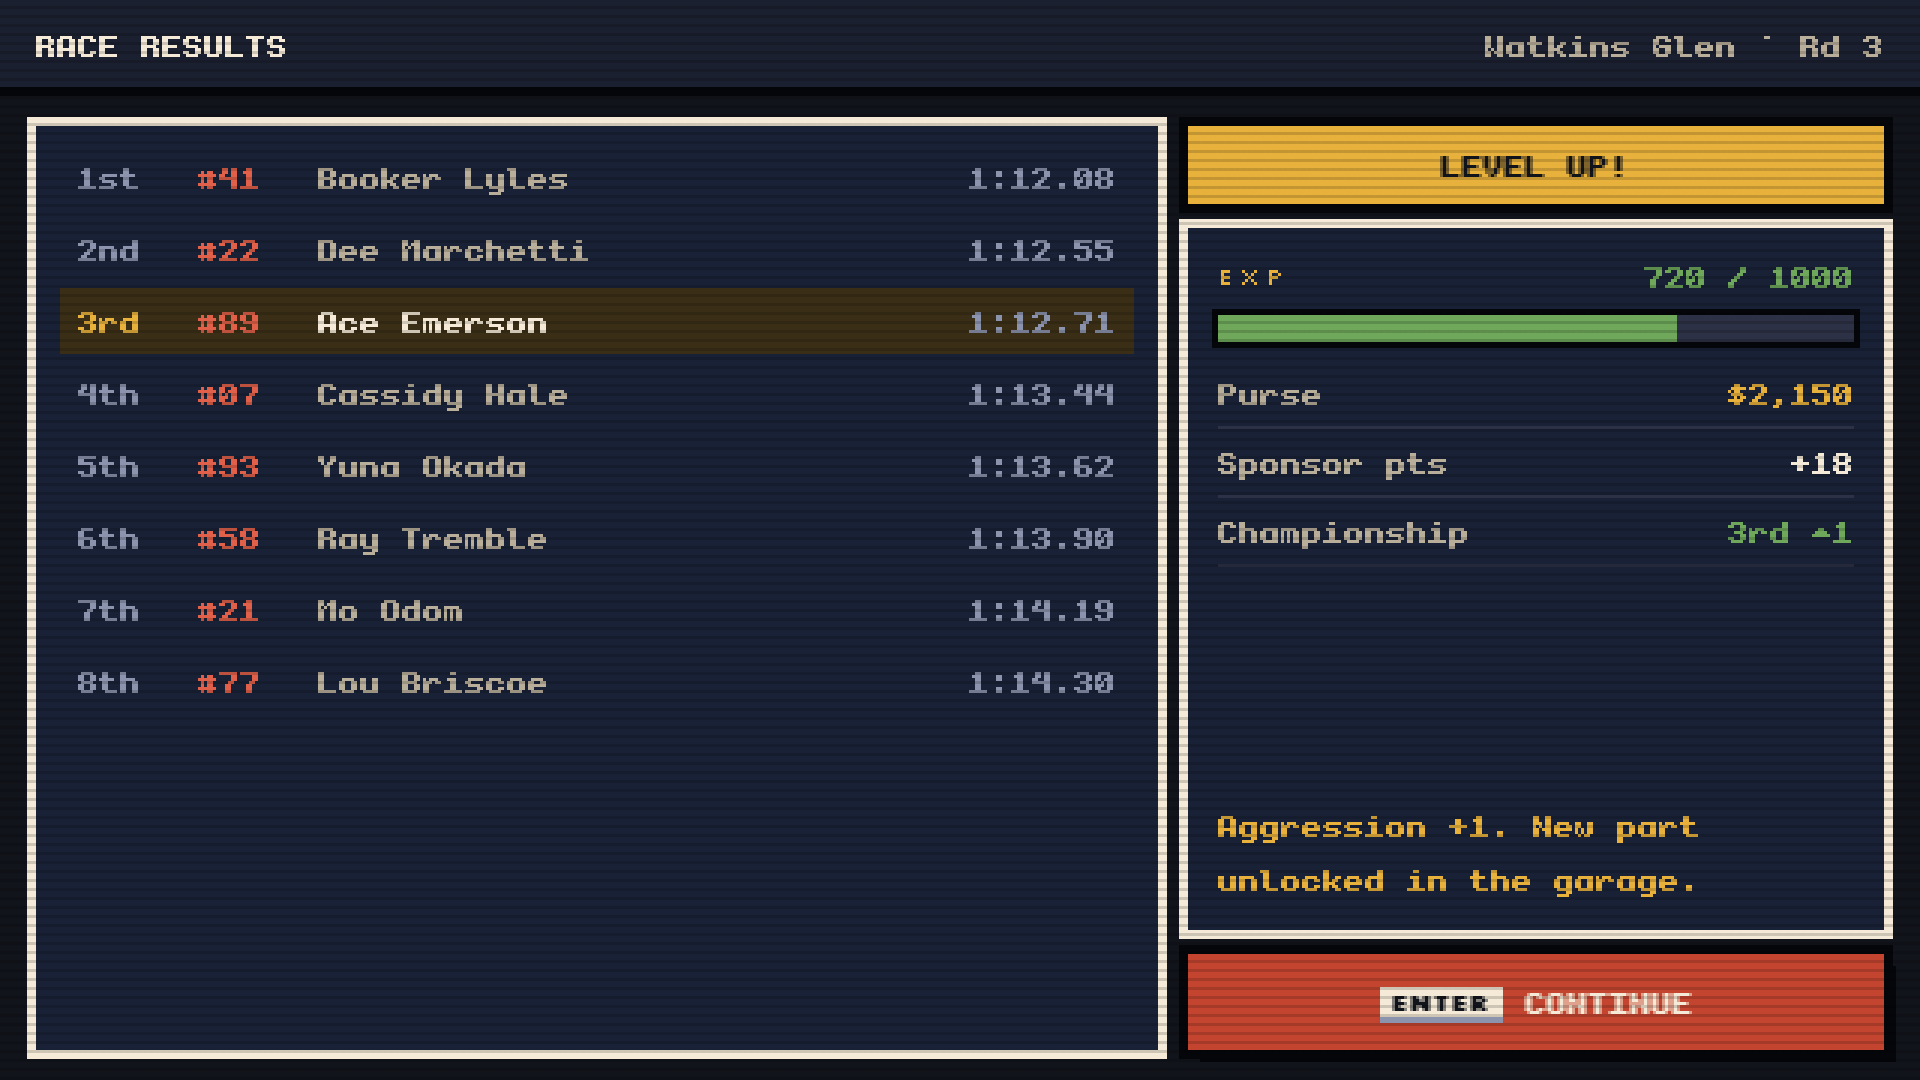 RACE RESULTS
Watkins Glen · Rd 3
1st #41 Booker Lyles 1:12.08
2nd #22 Dee Marchetti 1:12.55
3rd #89 Ace Emerson 1:12.71
4th #07 Cassidy Hale 1:13.44
5th #93 Yuna Okada 1:13.62
6th #58 Ray Tremble 1:13.90
7th #21 Mo Odom 1:14.19
8th #77 Lou Briscoe 1:14.30
LEVEL UP!
EXP 720 / 1000
Purse $2,150
Sponsor pts +18
Championship 3rd ▲1
Aggression +1. New part
unlocked in the garage.
ENTER CONTINUE